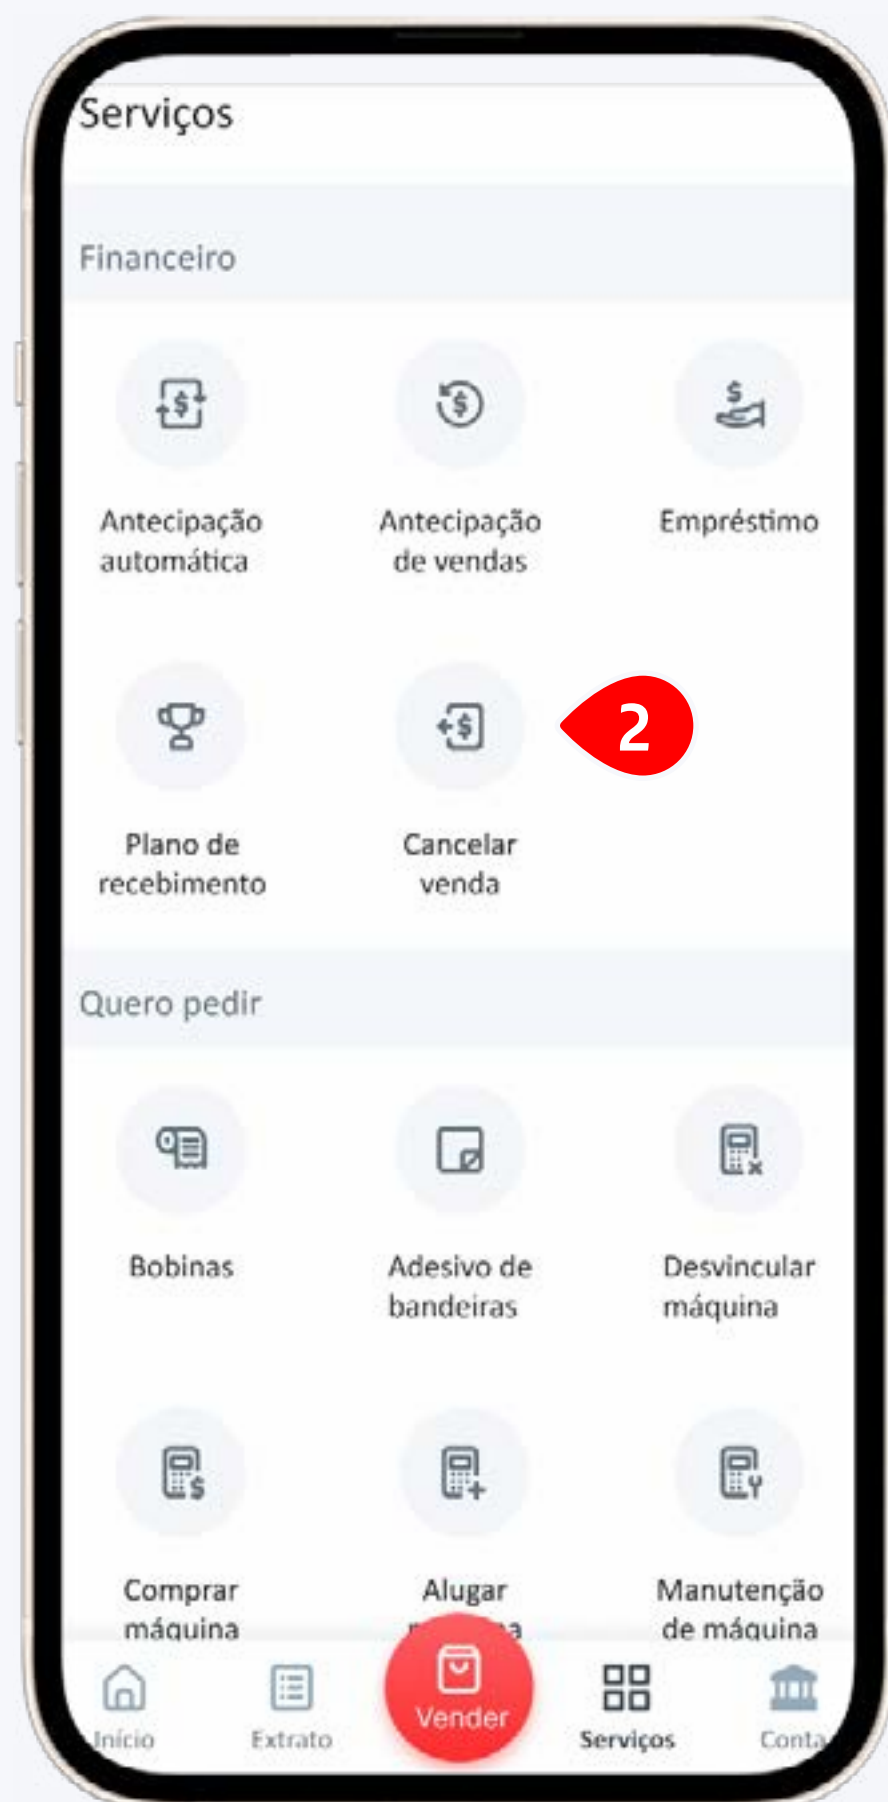 Serviços
Financeiro
Antecipação
automática
Antecipação
de vendas
Empréstimo
2
Plano de
recebimento
Cancelar
venda
Quero pedir
Bobinas
Adesivo de
bandeiras
Desvincular
máquina
Comprar
máquina
Alugar
Manutenção
de máquina
Início
Extrato
Vender
Serviços
Conta